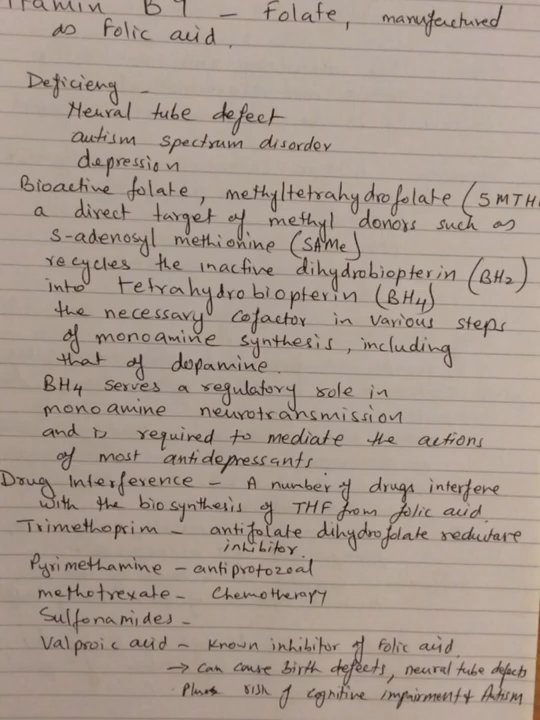 itamin B9 – Folate, manufactured
as folic acid.
Deficieng –
Neural tube defect
autism spectrum disorder
depression
Bioactive folate, methyltetrahydrofolate (5MTH
a direct target of methyl donors such as
S-adenosyl methionine (SAMe)
recycles the inactive dihydrobiopterin (BH2)
into tetrahydrobiopterin (BH4)
the necessary cofactor in various steps
of monoamine synthesis, including
that of dopamine.
BH4 serves a regulatory role in
monoamine neurotransmission
and is required to mediate the actions
of most antidepressants
Drug Interference – A number of drugs interfene
with the biosynthesis of THF from folic acid.
Trimethoprim – antifolate dihydrofolate reductare
inhibitor.
Pyrimethamine – antiprotozoal
methotrexate – Chemotherapy
Sulfonamides –
Valproic acid – Known inhibitor of Folic acid.
→ can cause birth defects, neural tube defects
risk of cognitive impairment & Autism